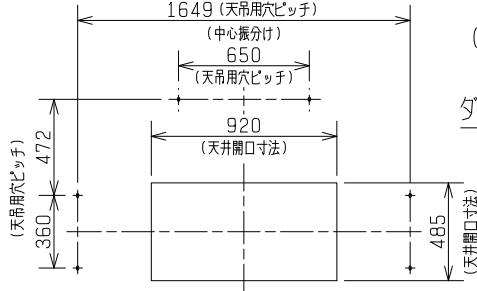 1649(天吊用穴ピッチ)
(中心振分け)
650
(天吊用穴ピッチ)
920
(天井開口寸法)
472
360
(天吊用穴ピッチ)
485
(天井開口寸法)
(
ダ